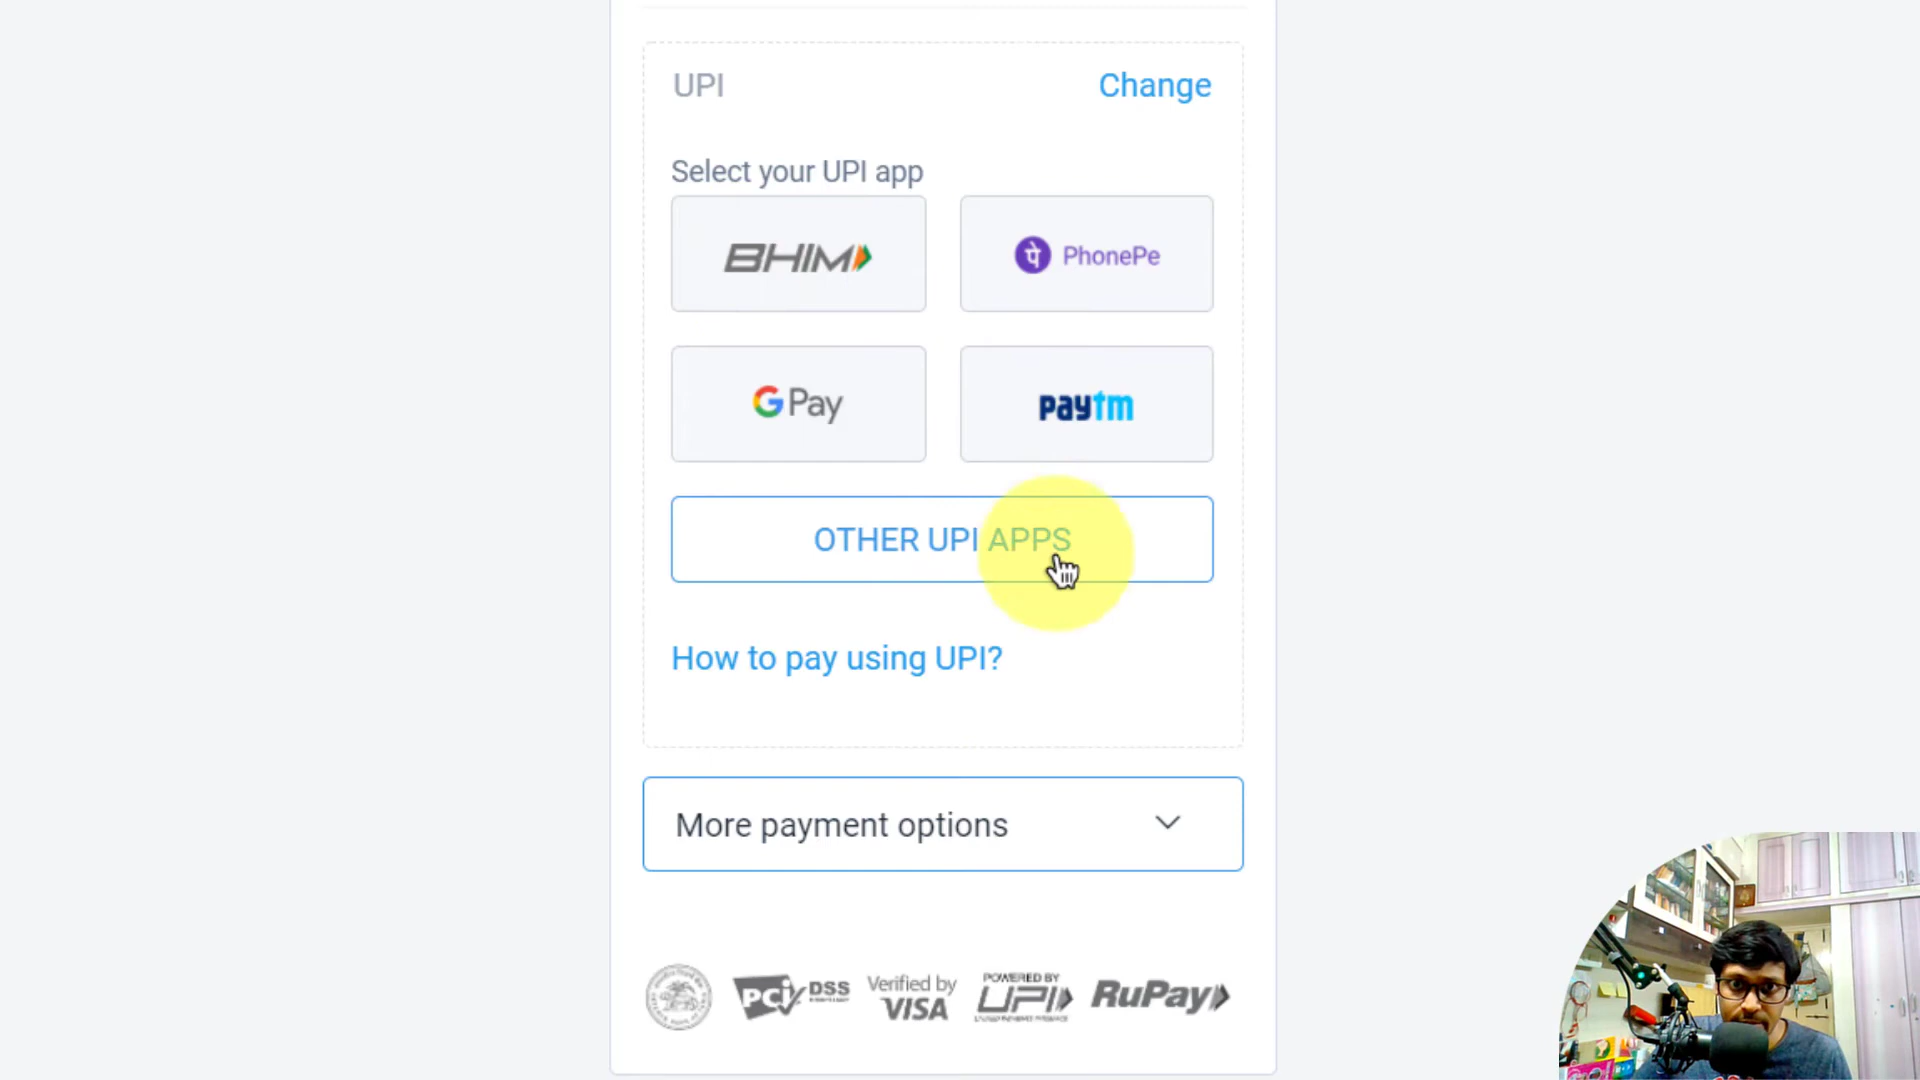 UPI
Change
Select your UPI app
BHIM
पे PhonePe
G Pay
paytm
OTHER UPI APPS
How to pay using UPI?
More payment options
PCI DSS
Verified by
VISA
POWERED BY
UPI
RuPay